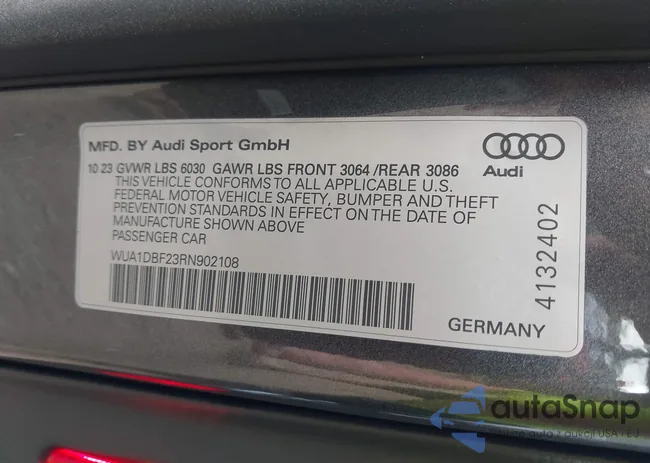 MFD. BY Audi Sport GmbH
10 23 GVWR LBS 6030 GAWR LBS FRONT 3064 /REAR 3086
THIS VEHICLE CONFORMS TO ALL APPLICABLE U.S.
FEDERAL MOTOR VEHICLE SAFETY, BUMPER AND THEFT
PREVENTION STANDARDS IN EFFECT ON THE DATE OF
MANUFACTURE SHOWN ABOVE
PASSENGER CAR
WUA1DBF23RN902108
Audi
4132402
GERMANY
autaSnap